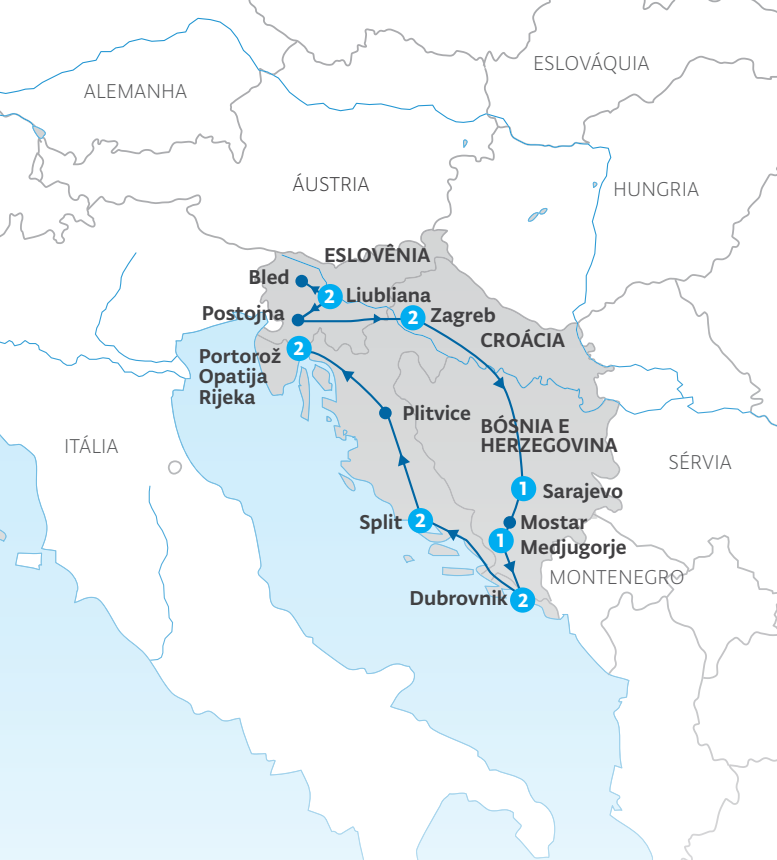 ESLOVÁQUIA
ALEMANHA
ÁUSTRIA
HUNGRIA
ESLOVÊNIA
Bled
2 Liubliana
Postojna
2 Zagreb
CROÁCIA
Portorož 2
Opatija
Rijeka
Plitvice
BÓSNIA E
HERZEGOVINA
ITÁLIA
SÉRVIA
1 Sarajevo
Split 2
Mostar
1 Medjugorje
MONTENEGRO
Dubrovnik 2